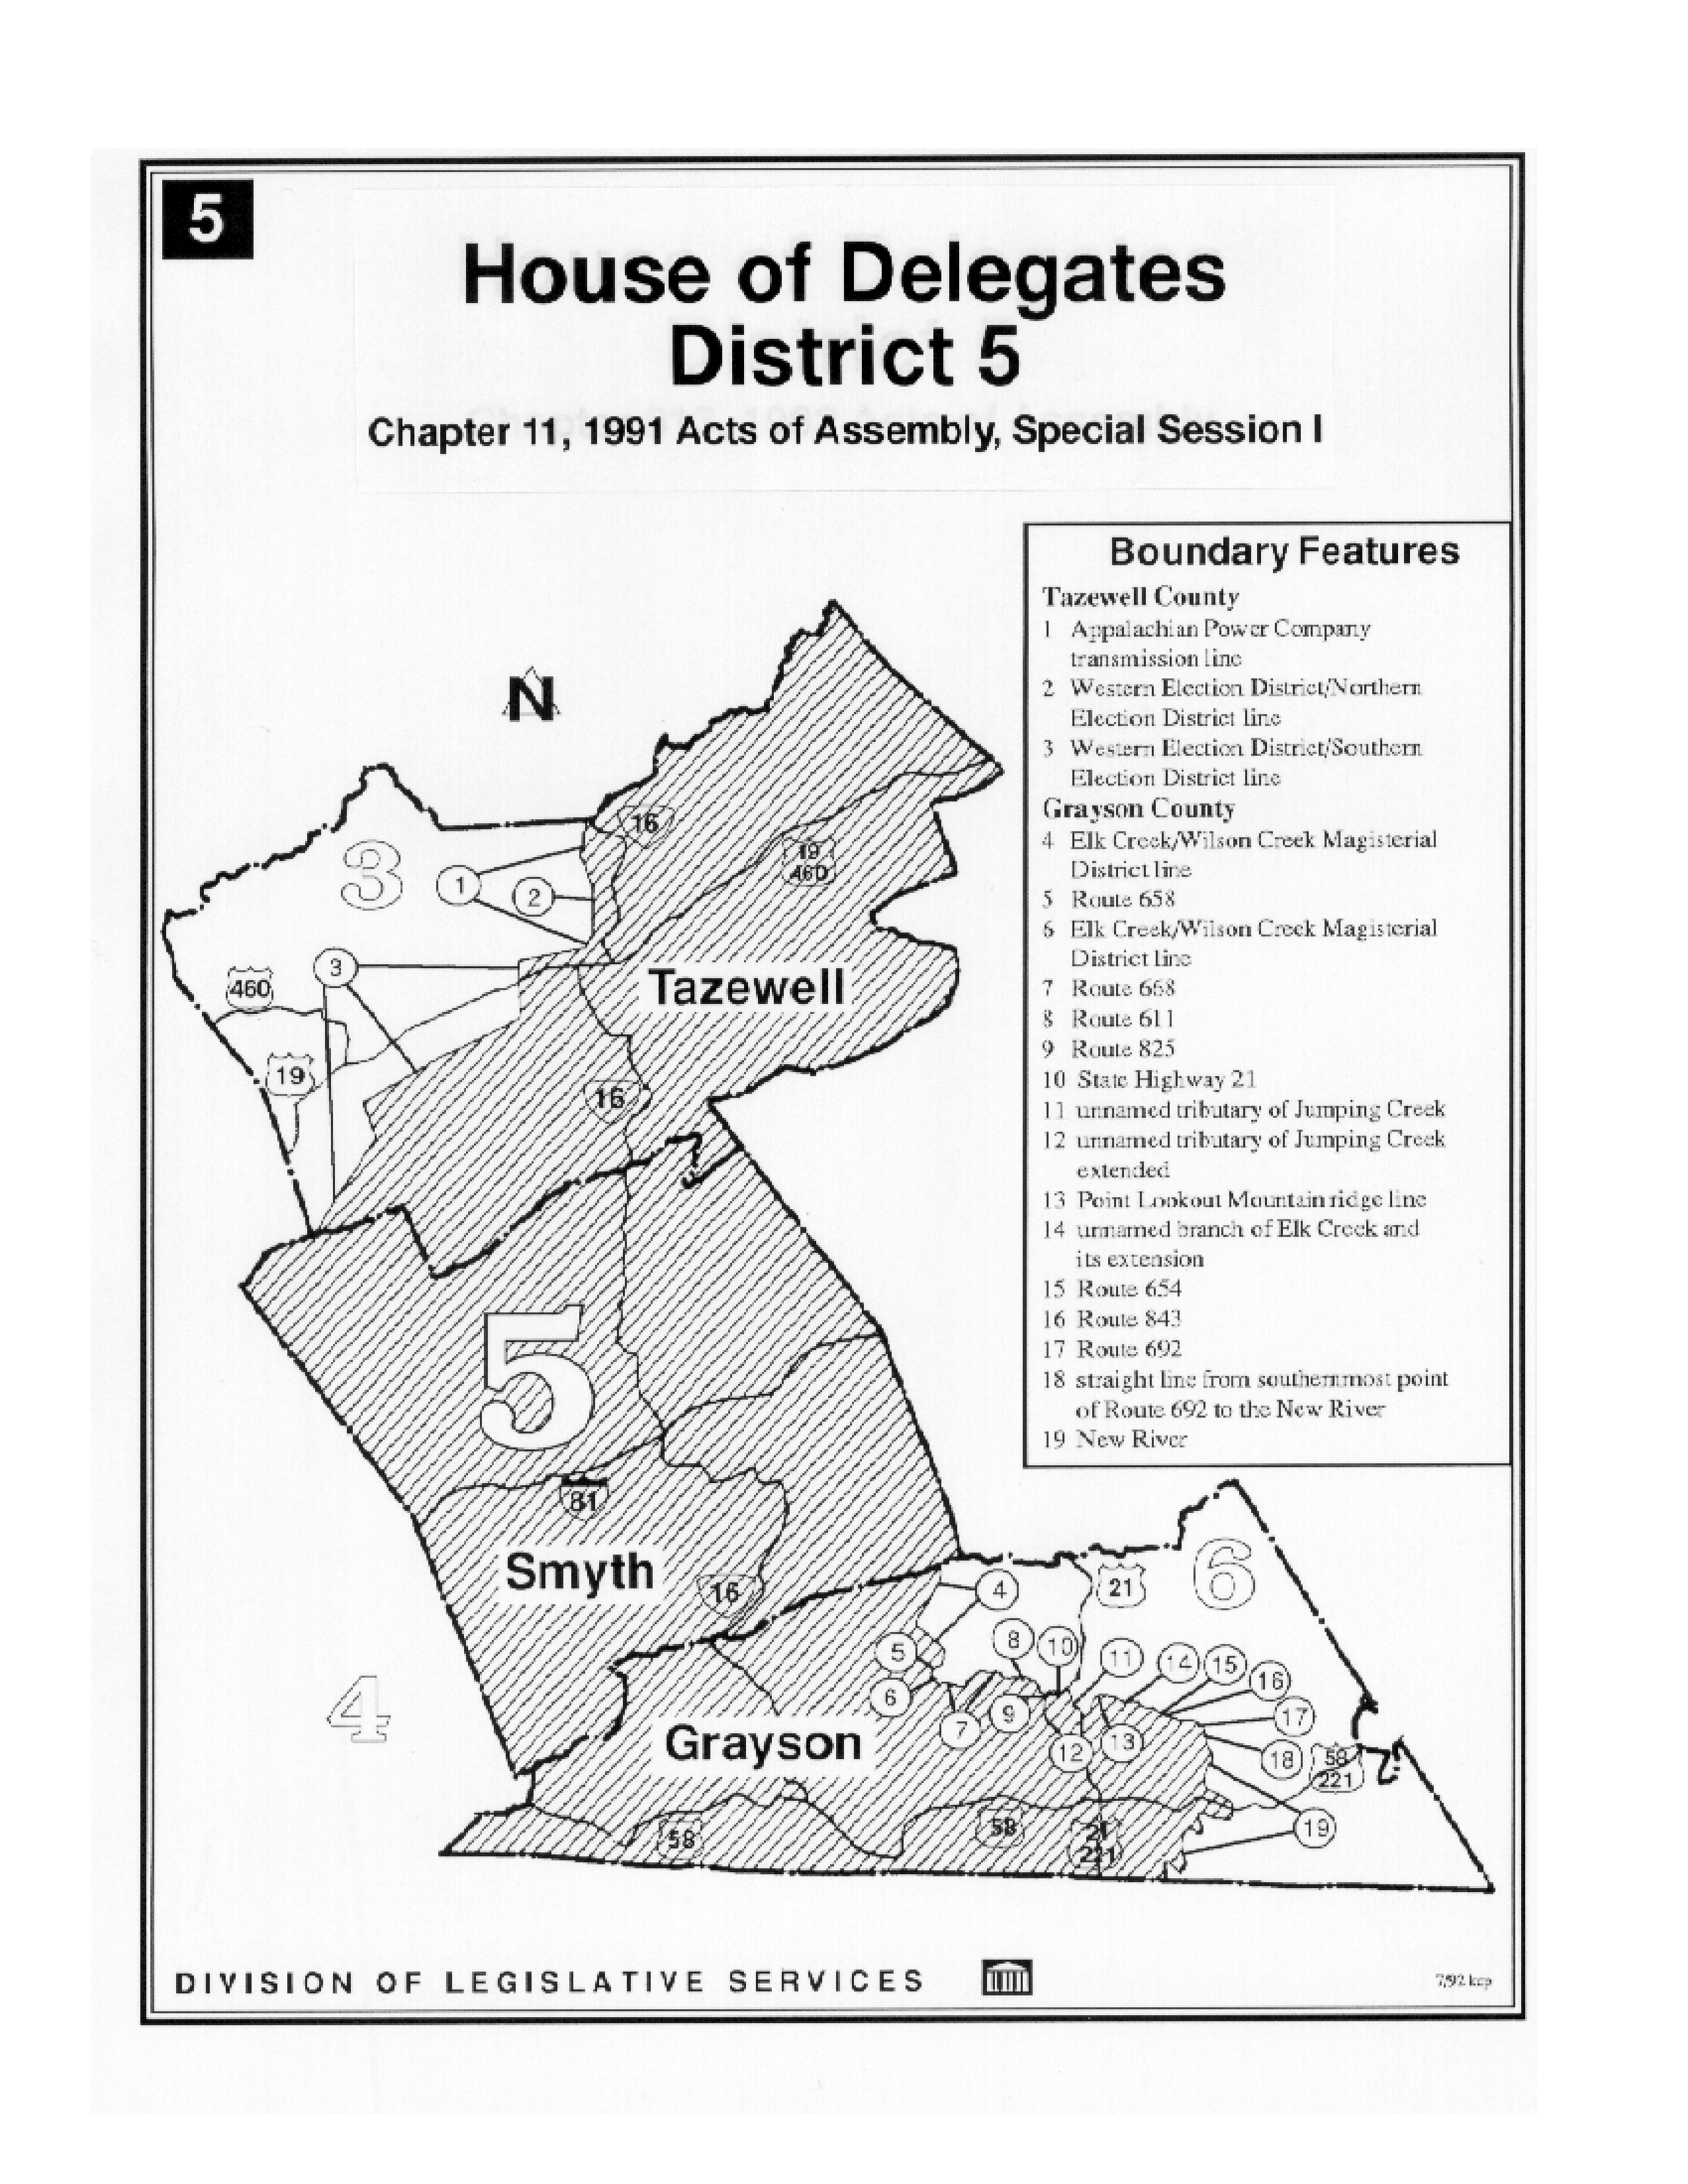 5
House of Delegates
District 5
Chapter 11, 1991 Acts of Assembly, Special Session I
Boundary Features
Tazewell County
1 Appalachian Power Company
transmission line
2 Western Election District/Northern
Election District line
3 Western Election District/Southern
Election District line
Grayson County
4 Elk Creek/Wilson Creek Magisterial
District line
5 Route 658
6 Elk Creek/Wilson Creek Magisterial
District line
7 Route 668
8 Route 611
9 Route 825
10 State Highway 21
11 unnamed tributary of Jumping Creek
12 unnamed tributary of Jumping Creek
extended
13 Point Lookout Mountain ridge line
14 unnamed branch of Elk Creek and
its extension
15 Route 654
16 Route 843
17 Route 692
18 straight line from southernmost point
of Route 692 to the New River
19 New River
N
16
3
19
460
1
2
3
460
Tazewell
19
16
5
81
Smyth
16
4
21
6
5
8
10
11
14
15
16
6
7
9
17
4
Grayson
12
13
18
58
221
58
58
21
221
19
DIVISION OF LEGISLATIVE SERVICES
7/92 kcp